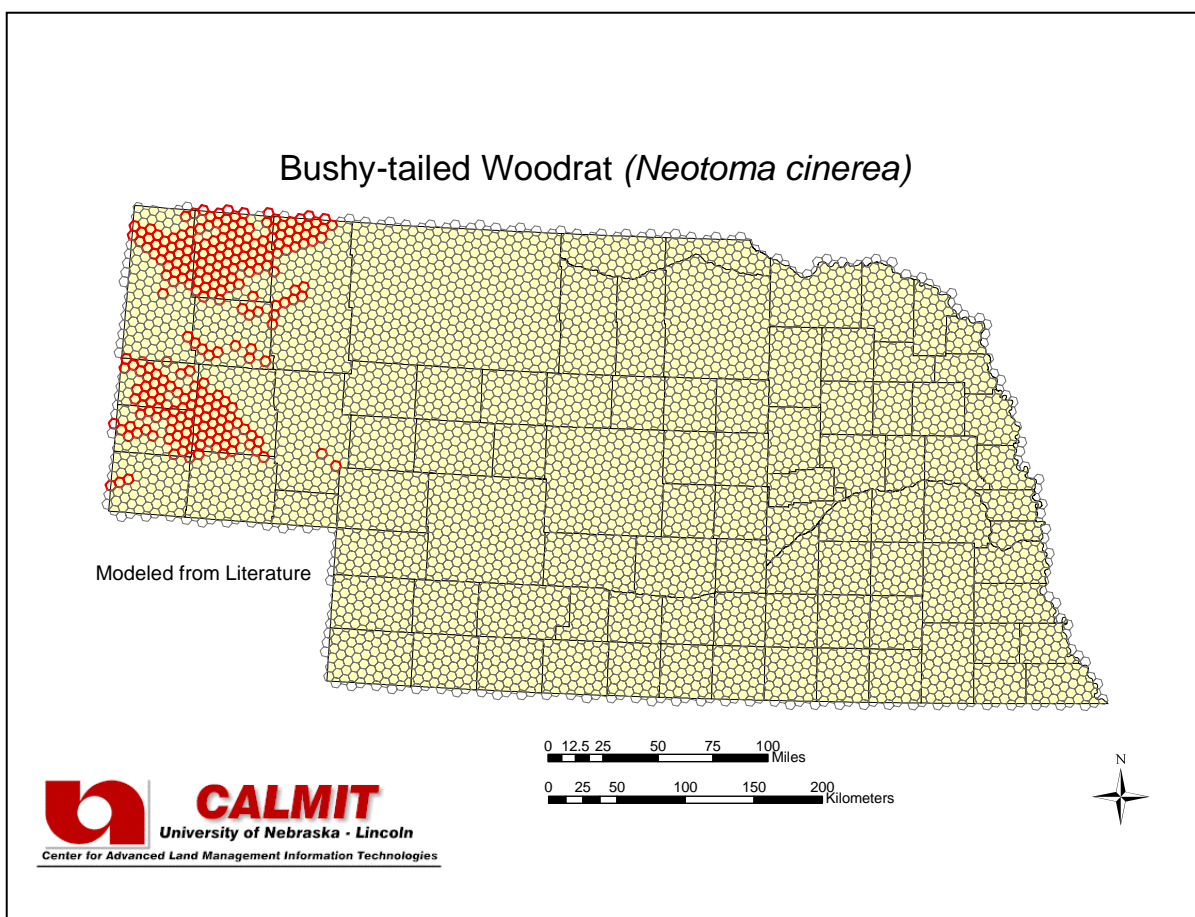 Bushy-tailed Woodrat (Neotoma cinerea)
Modeled from Literature
0 12.5 25 50 75 100
Miles
0 25 50 100 150 200
Kilometers
N
CALMIT
University of Nebraska - Lincoln
Center for Advanced Land Management Information Technologies